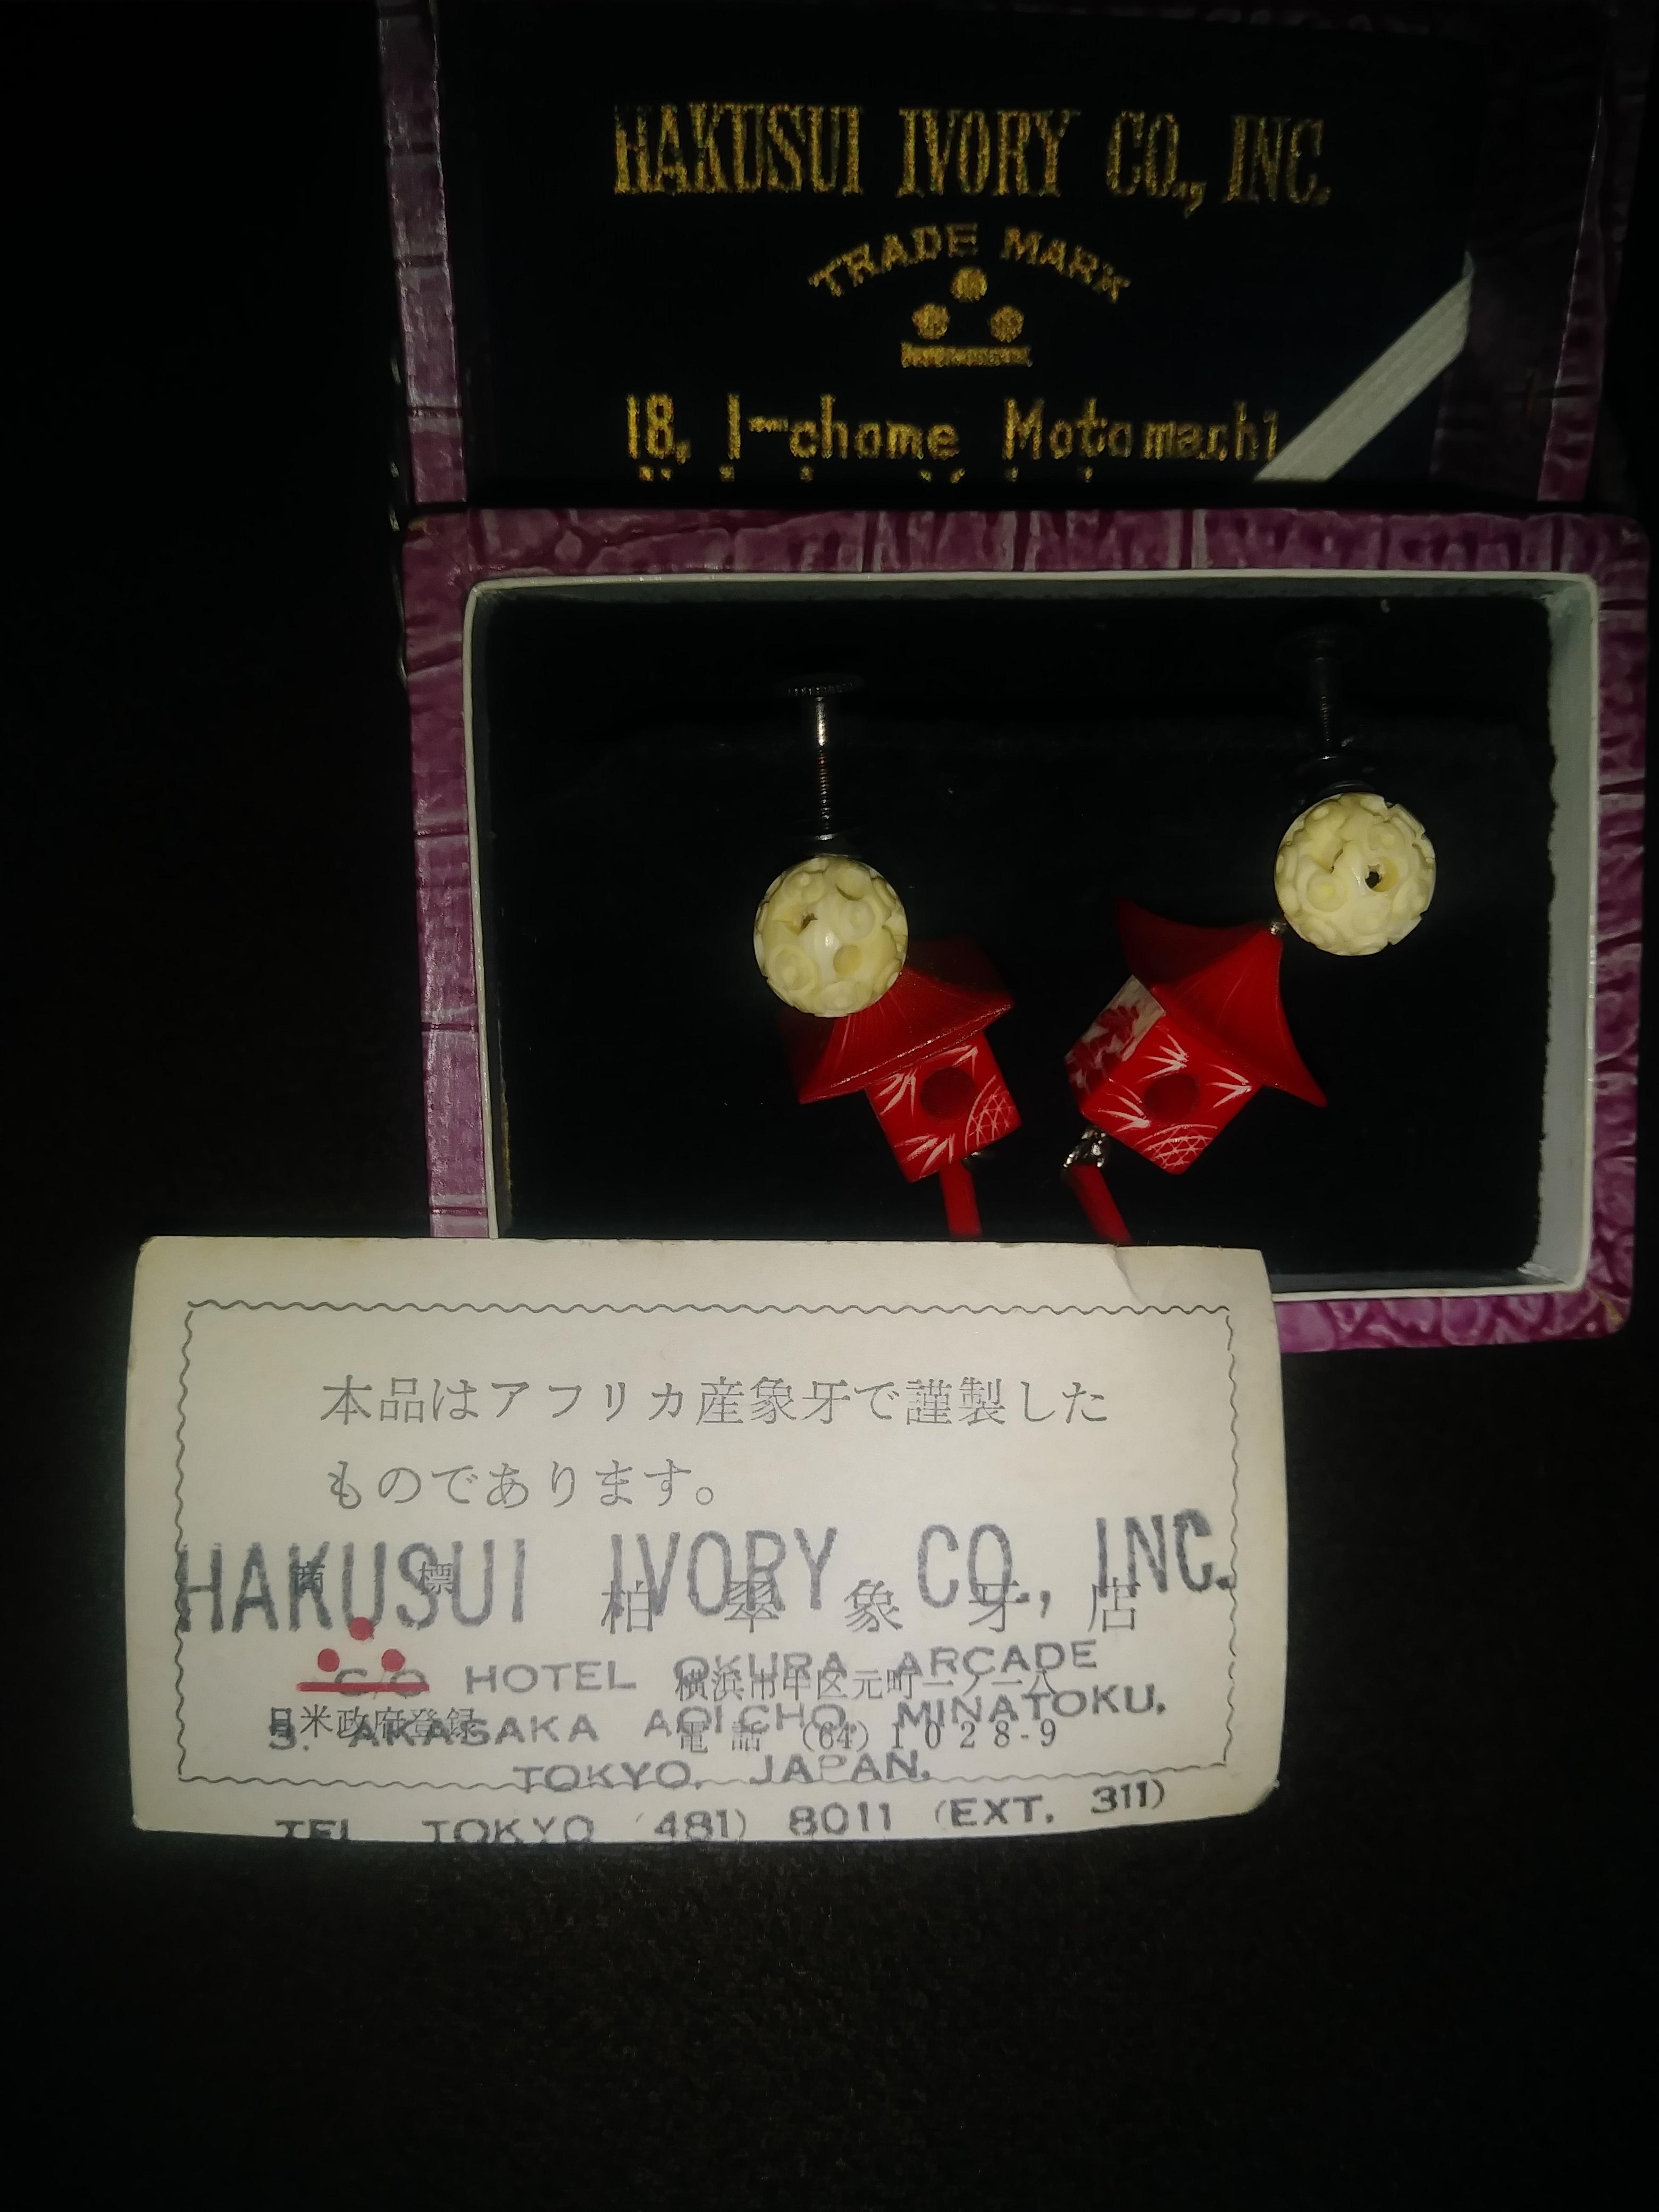 HAKUSUI IVORY CO., INC.
TRADE MARK
18, 1-chome Motomachi
本品はアフリカ産象牙で謹製した
ものであります。
HAKUSUI IVORY CO., INC.
商標
柏翠象牙店
C/O HOTEL OKURA ARCADE
横浜市中区元町一ノ一八
3. AKASAKA AOI CHO, MINATOKU,
日米政府登録
電話 (64) 1028-9
TOKYO, JAPAN.
TEL TOKYO (481) 8011 (EXT. 311)